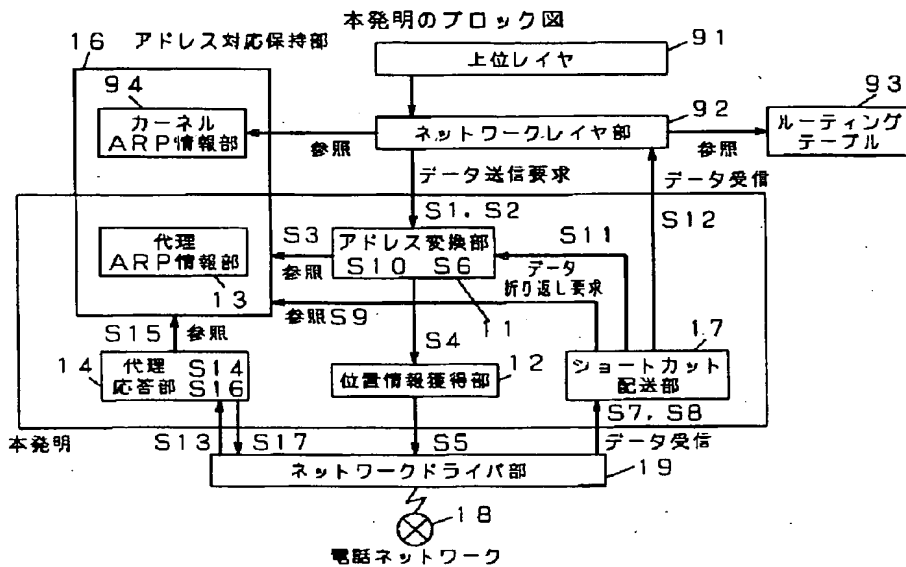 本発明のブロック図
16 アドレス対応保持部
91
上位レイヤ
94
カーネル
ARP情報部
参照
92
ネットワークレイヤ部
参照
93
ルーティング
テーブル
データ送信要求
データ受信
S1, S2
S12
代理
ARP情報部
13
S3
参照
アドレス変換部
S10 S6
S11
データ
折り返し要求
参照S9
11
S15
参照
S4
17
14
代理 S14
応答部 S16
位置情報獲得部
12
ショートカット
配送部
S7, S8
本発明
S13
S17
S5
データ受信
ネットワークドライバ部
19
18
電話ネットワーク